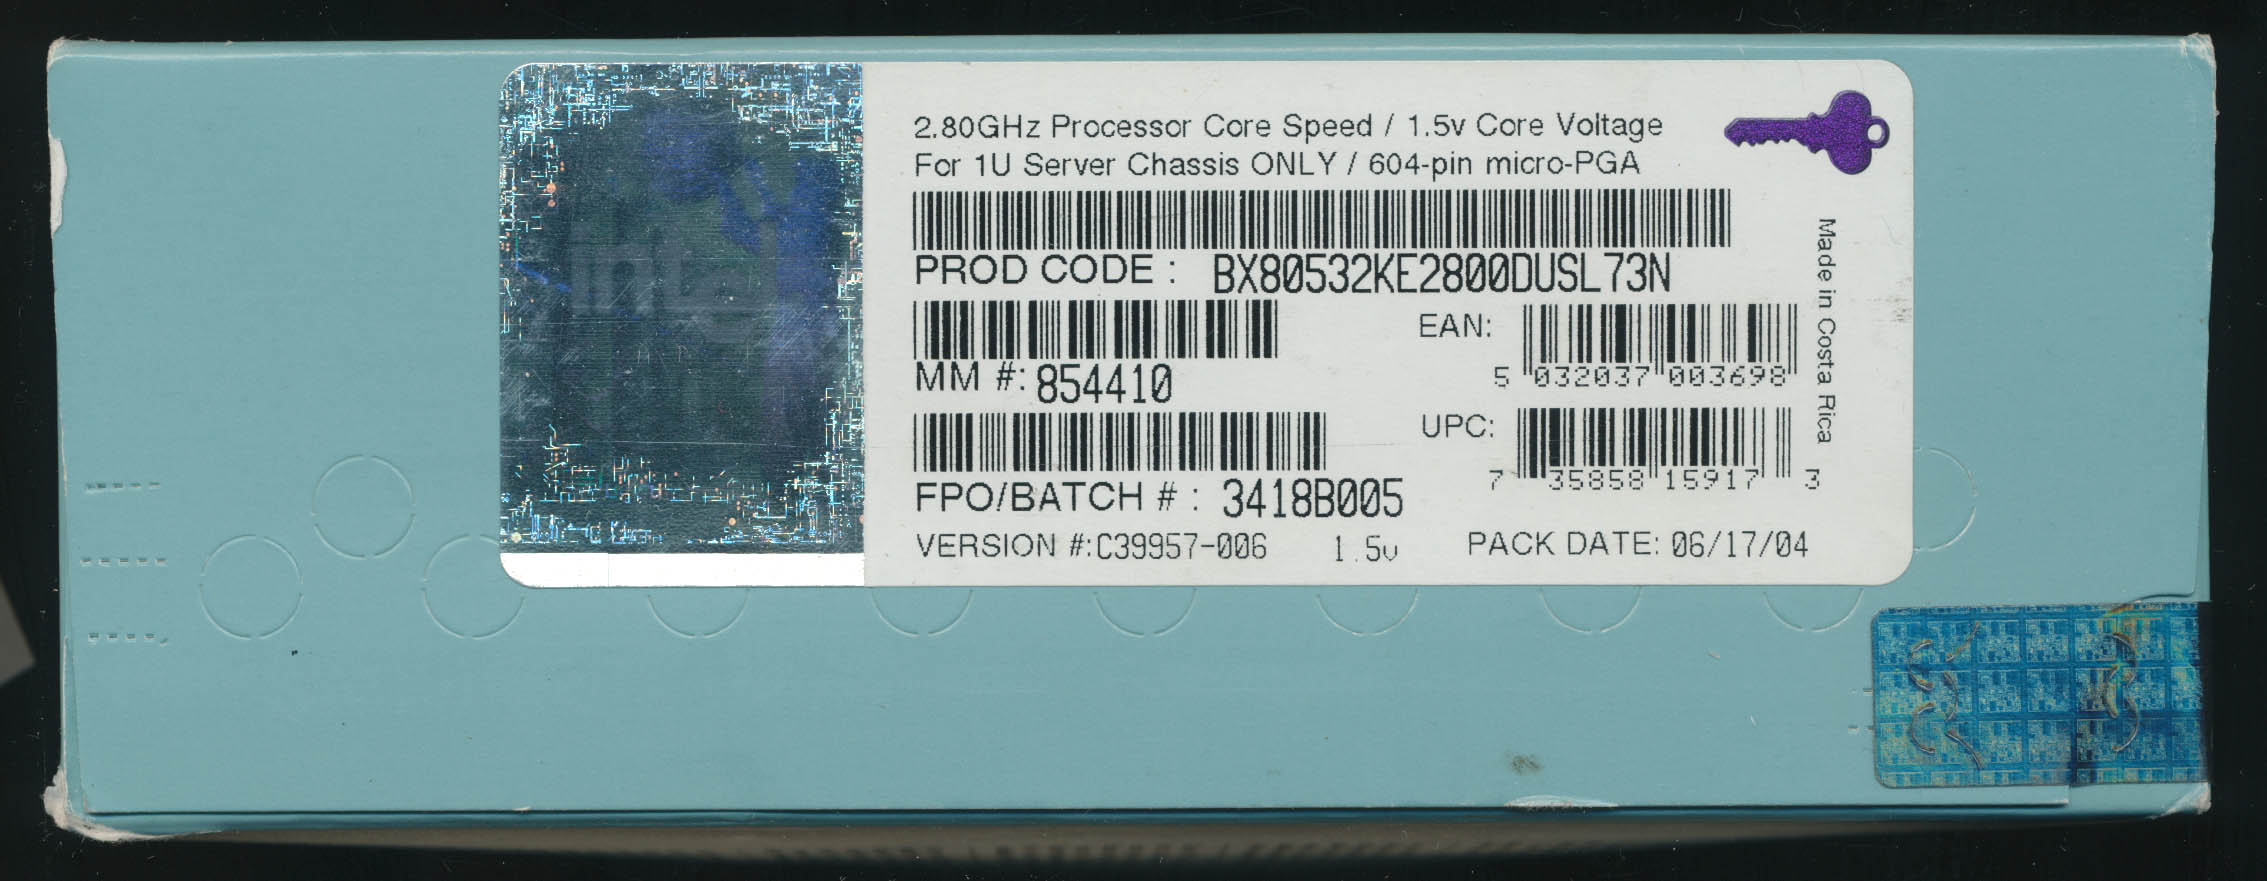 intel
2.80GHz Processor Core Speed / 1.5v Core Voltage
For 1U Server Chassis ONLY / 604-pin micro-PGA
PROD CODE : BX80532KE2800DUSL73N
MM #: 854410
EAN:
5 032037 003698
FPO/BATCH # : 3418B005
UPC:
7 35858 15917 3
VERSION #:C39957-006 1.5v PACK DATE: 06/17/04
Made in Costa Rica